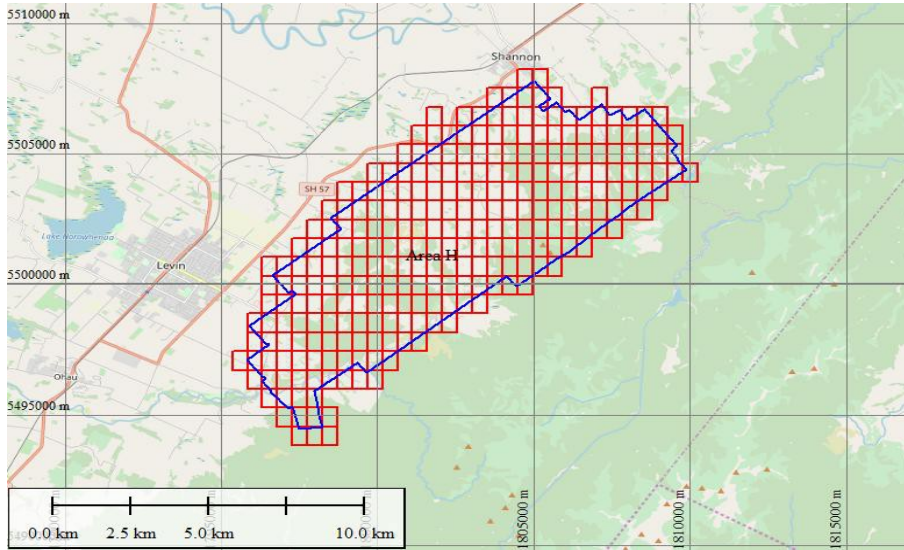 5510000 m
Shannon
5505000 m
SH 57
Lake Horowhenua
Area H
Levin
5500000 m
Ohau
5495000 m
0.0 km 2.5 km 5.0 km 10.0 km
1805000 m
1810000 m
1815000 m